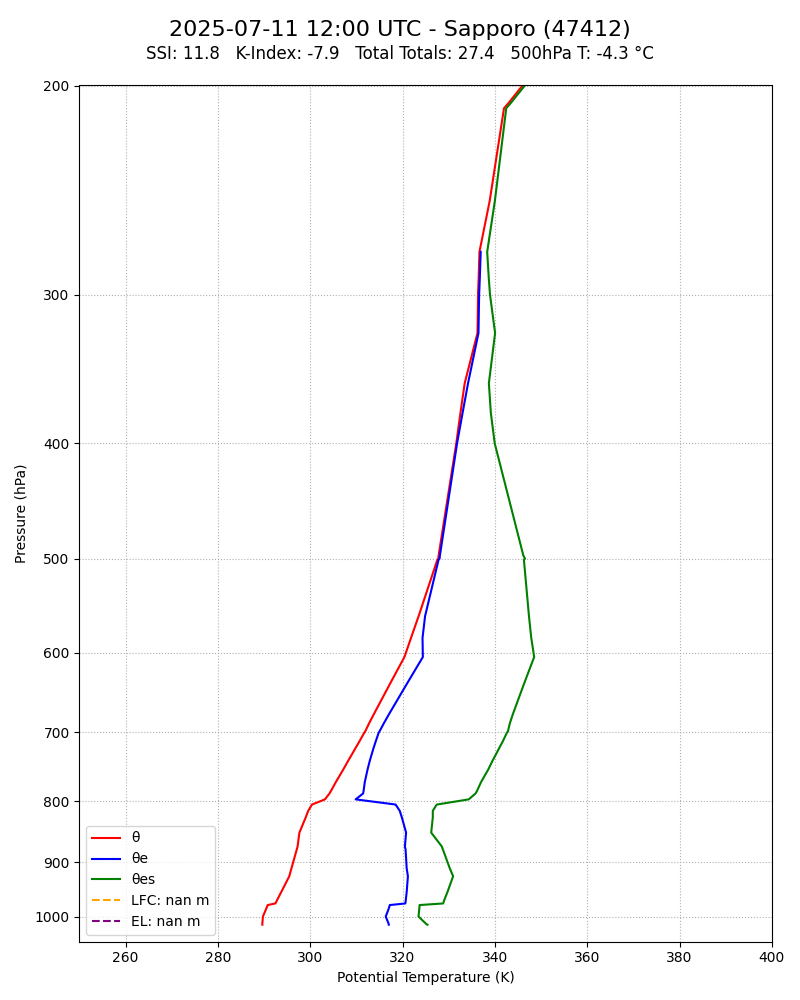 2025-07-11 12:00 UTC - Sapporo (47412)
SSI: 11.8   K-Index: -7.9   Total Totals: 27.4   500hPa T: -4.3 °C
Pressure (hPa)
200
300
400
500
600
700
800
900
1000
θ
θe
θes
LFC: nan m
EL: nan m
260 280 300 320 340 360 380 400
Potential Temperature (K)